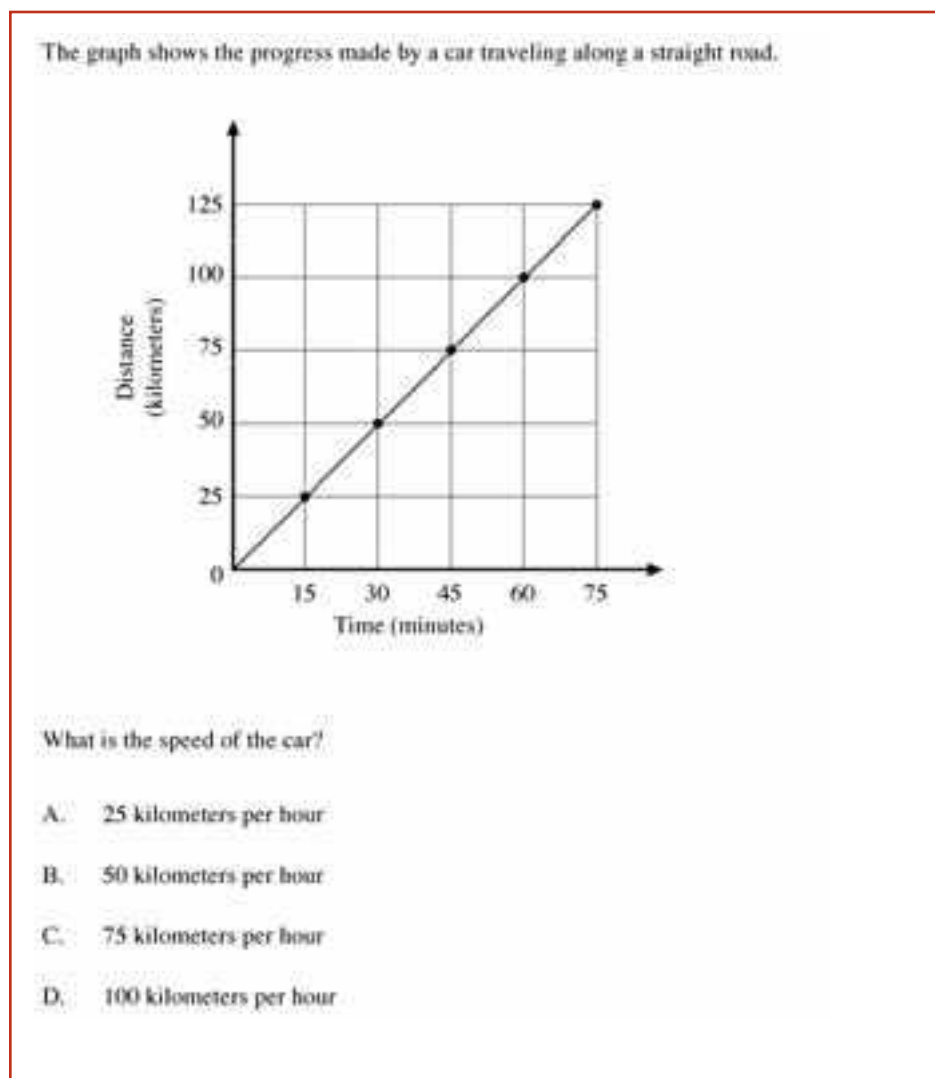 The graph shows the progress made by a car traveling along a straight road.
125
100
75
50
25
0
Distance
(kilometers)
15 30 45 60 75
Time (minutes)
What is the speed of the car?
A. 25 kilometers per hour
B. 50 kilometers per hour
C. 75 kilometers per hour
D. 100 kilometers per hour